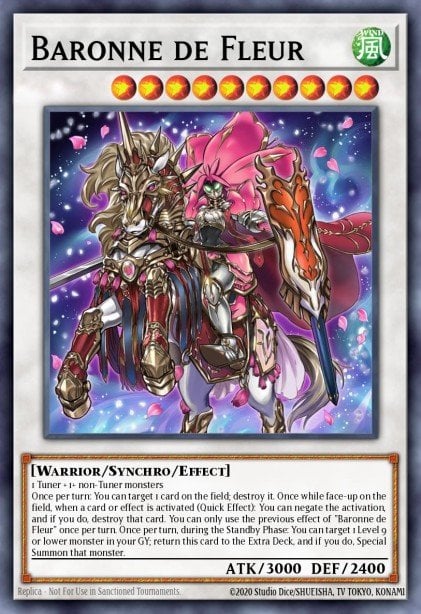 BARONNE DE FLEUR
WIND
風
[WARRIOR/SYNCHRO/EFFECT]
1 Tuner + 1+ non-Tuner monsters
Once per turn: You can target 1 card on the field; destroy it. Once while face-up on the
field, when a card or effect is activated (Quick Effect): You can negate the activation,
and if you do, destroy that card. You can only use the previous effect of "Baronne de
Fleur" once per turn. Once, during the Standby Phase: You can target 1 Level 9
or lower monster in your GY; return this card to the Extra Deck, and if you do, Special
Summon that monster.
ATK/3000 DEF/2400
Replica - Not For Use in Sanctioned Tournaments.
©2020 Studio Dice/SHUEISHA, TV TOKYO, KONAMI